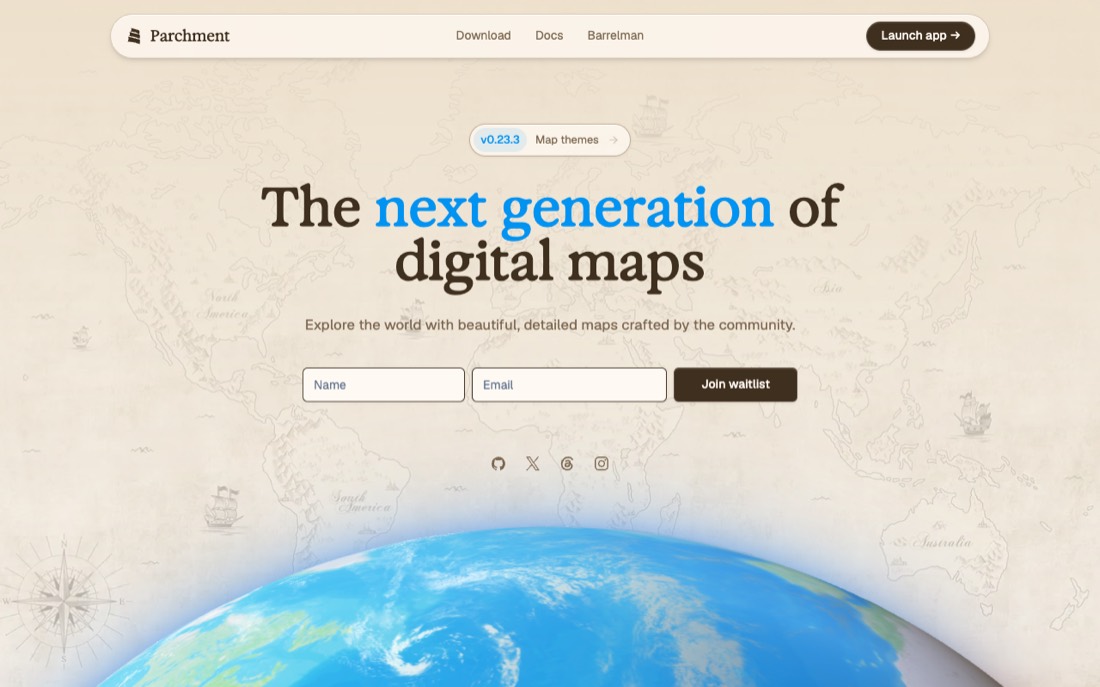 Parchment
Download
Docs
Barrelman
Launch app →
v0.23.3 Map themes →
The next generation of
digital maps
Explore the world with beautiful, detailed maps crafted by the community.
Name
Email
Join waitlist
North
America
Asia
South
America
Australia
N
W
E
S